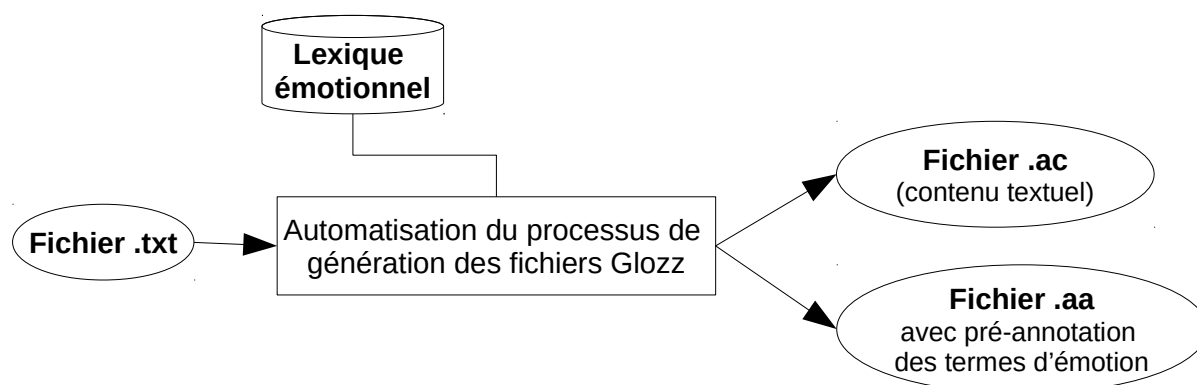 Lexique
émotionnel
Fichier .txt
Automatisation du processus de
génération des fichiers Glozz
Fichier .ac
(contenu textuel)
Fichier .aa
avec pré-annotation
des termes d’émotion